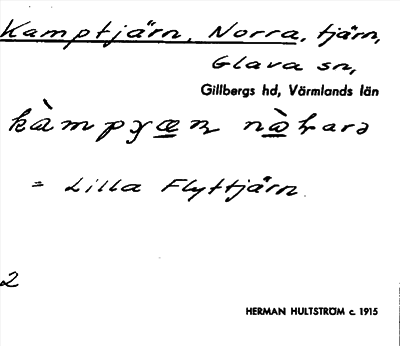 Kamptjärn, Norra, tjärn,
Glava sn,
Gillbergs hd, Värmlands län
= Lilla Flyttjärn.
2
HERMAN HULTSTRÖM c. 1915